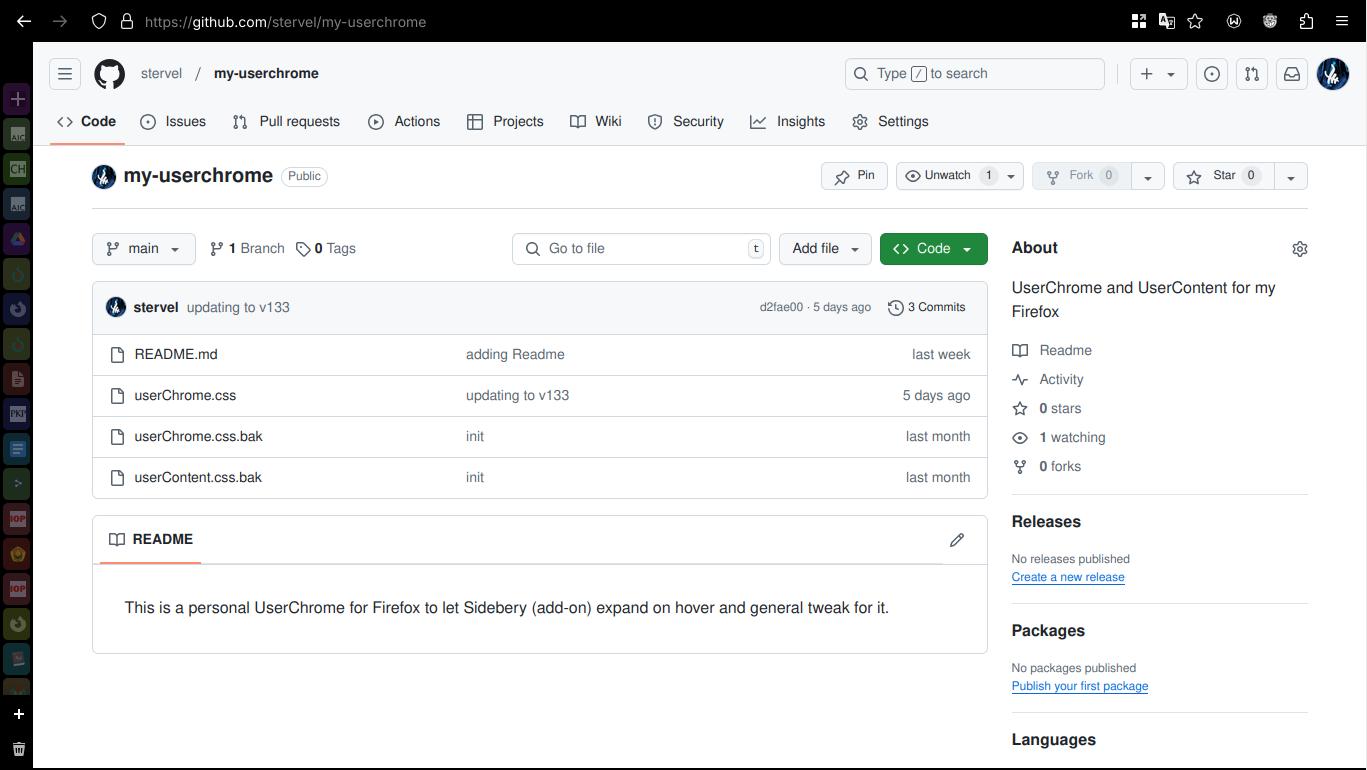 https://github.com/stervel/my-userchrome
stervel / my-userchrome
Type / to search
Code Issues Pull requests Actions Projects Wiki Security Insights Settings
my-userchrome Public
Pin Unwatch 1 Fork 0 Star 0
main 1 Branch 0 Tags Go to file t Add file Code
stervel updating to v133 d2fae00 · 5 days ago 3 Commits
README.md adding Readme last week
userChrome.css updating to v133 5 days ago
userChrome.css.bak init last month
userContent.css.bak init last month
README
This is a personal UserChrome for Firefox to let Sidebery (add-on) expand on hover and general tweak for it.
About
UserChrome and UserContent for my
Firefox
Readme
Activity
0 stars
1 watching
0 forks
Releases
No releases published
Create a new release
Packages
No packages published
Publish your first package
Languages
AIC
CH
AIC